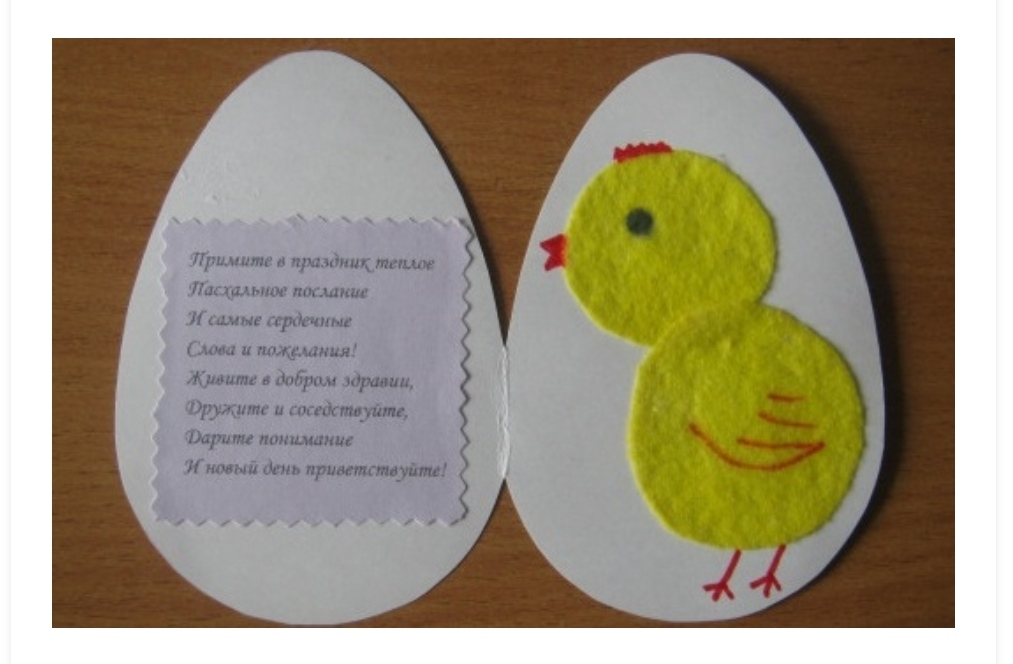 Примите в праздник теплое
Пасхальное послание
И самые сердечные
Слова и пожелания!
Живите в добром здравии,
Дружите и соседствуйте,
Дарите понимание
И новый день приветствуйте!